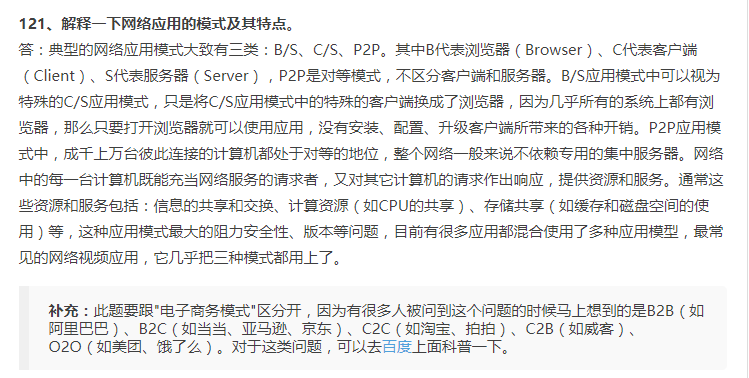 121、解释一下网络应用的模式及其特点。
答：典型的网络应用模式大致有三类：B/S、C/S、P2P。其中B代表浏览器（Browser）、C代表客户端
（Client）、S代表服务器（Server），P2P是对等模式，不区分客户端和服务器。B/S应用模式中可以视为
特殊的C/S应用模式，只是将C/S应用模式中的特殊的客户端换成了浏览器，因为几乎所有的系统上都有浏
览器，那么只要打开浏览器就可以使用应用，没有安装、配置、升级客户端所带来的各种开销。P2P应用模
式中，成千上万台彼此连接的计算机都处于对等的地位，整个网络一般来说不依赖专用的集中服务器。网络
中的每一台计算机既能充当网络服务的请求者，又对其它计算机的请求作出响应，提供资源和服务。通常这
些资源和服务包括：信息的共享和交换、计算资源（如CPU的共享）、存储共享（如缓存和磁盘空间的使
用）等，这种应用模式最大的阻力安全性、版本等问题，目前有很多应用都混合使用了多种应用模型，最常
见的网络视频应用，它几乎把三种模式都用上了。
补充：此题要跟"电子商务模式"区分开，因为有很多人被问到这个问题的时候马上想到的是B2B（如
阿里巴巴）、B2C（如当当、亚马逊、京东）、C2C（如淘宝、拍拍）、C2B（如威客）、
O2O（如美团、饿了么）。对于这类问题，可以去百度上面科普一下。